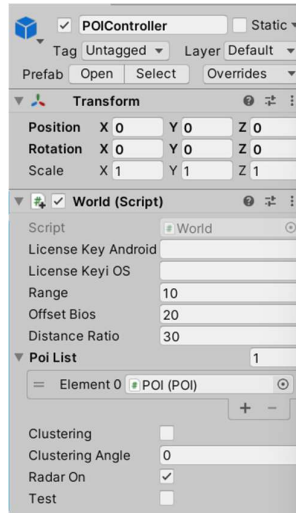 POIController Static
Tag Untagged Layer Default
Prefab Open Select Overrides
Transform
Position X 0 Y 0 Z 0
Rotation X 0 Y 0 Z 0
Scale X 1 Y 1 Z 1
World (Script)
Script # World
License Key Android
License Keyi OS
Range 10
Offset Bios 20
Distance Ratio 30
Poi List 1
Element 0 # POI (POI)
+ −
Clustering
Clustering Angle 0
Radar On
Test